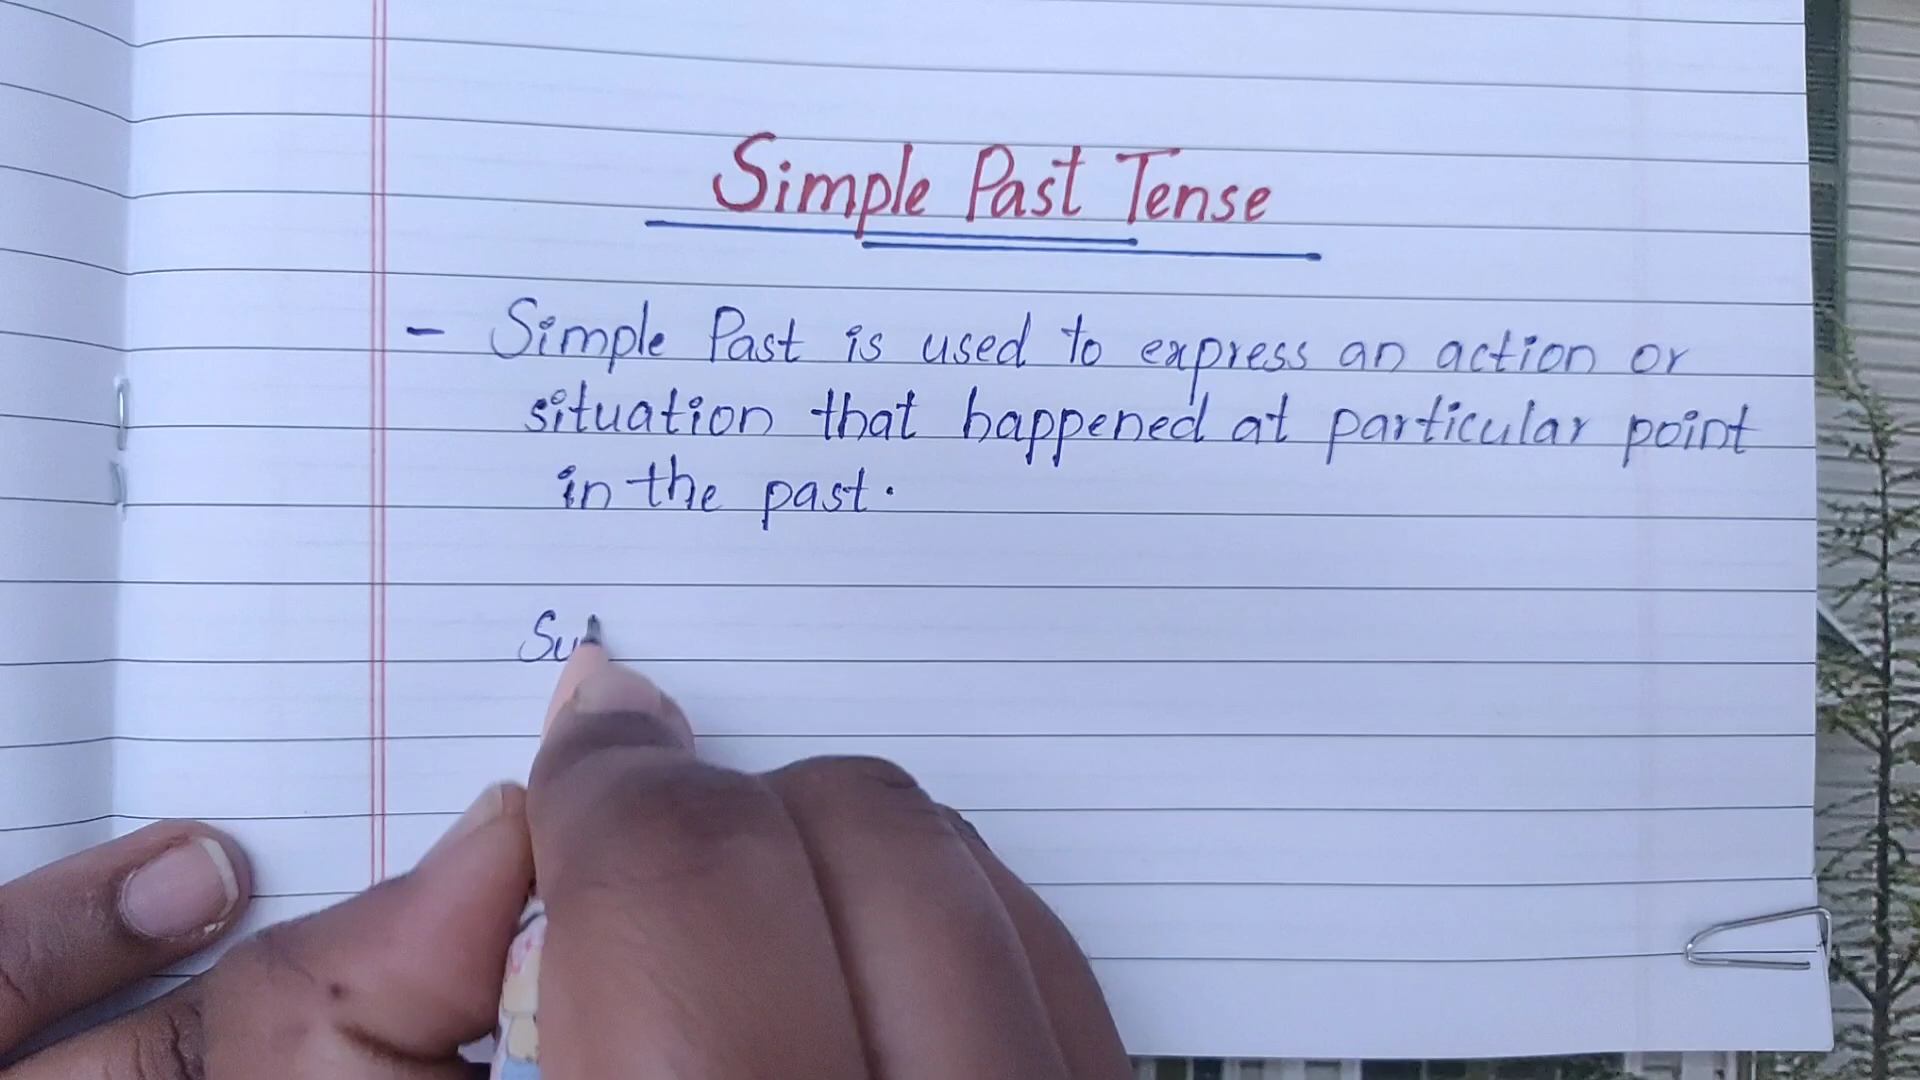 Simple Past Tense
- Simple Past is used to express an action or
situation that happened at particular point
in the past.
Su